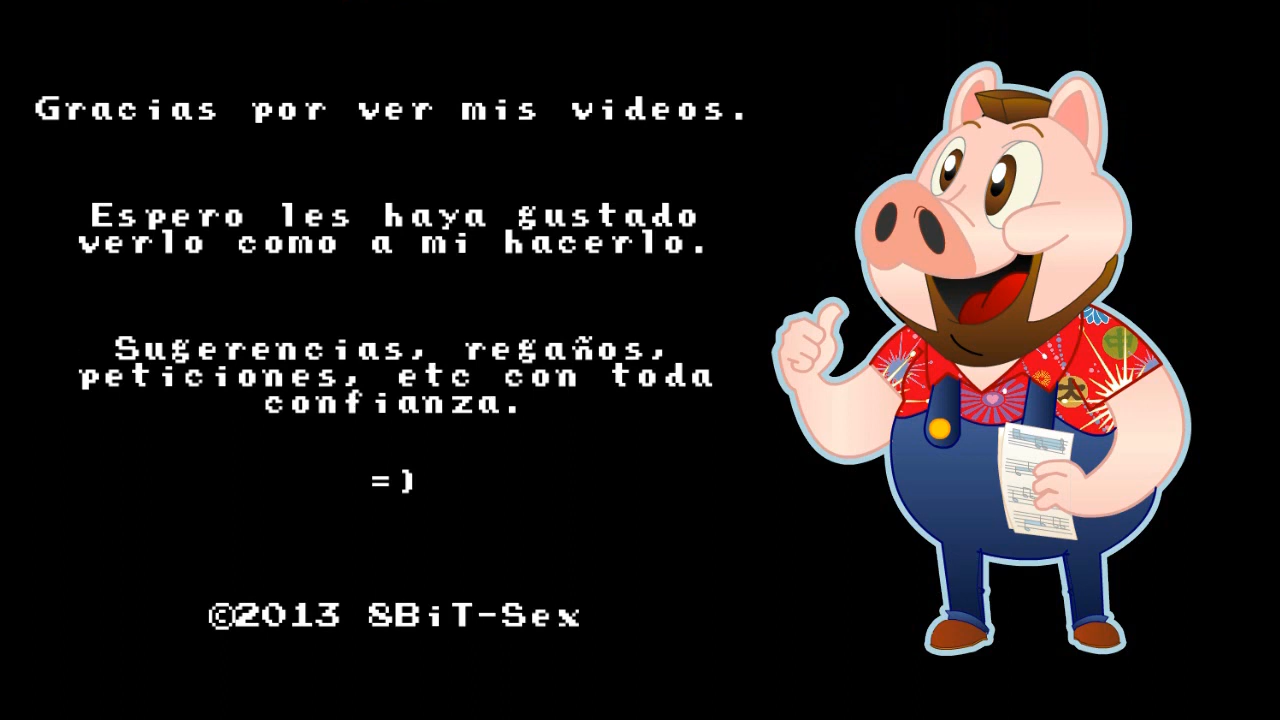 Gracias por ver mis videos.
Espero les haya gustado
verlo como a mi hacerlo.
Sugerencias, regaños,
peticiones, etc con toda
confianza.
=)
©2013 8BiT-Sex